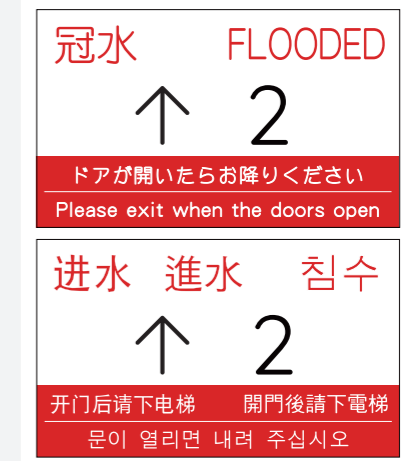 冠水 FLOODED
↑ 2
ドアが開いたらお降りください
Please exit when the doors open
进水 進水 침수
↑ 2
开门后请下电梯 開門後請下電梯
문이 열리면 내려 주십시오